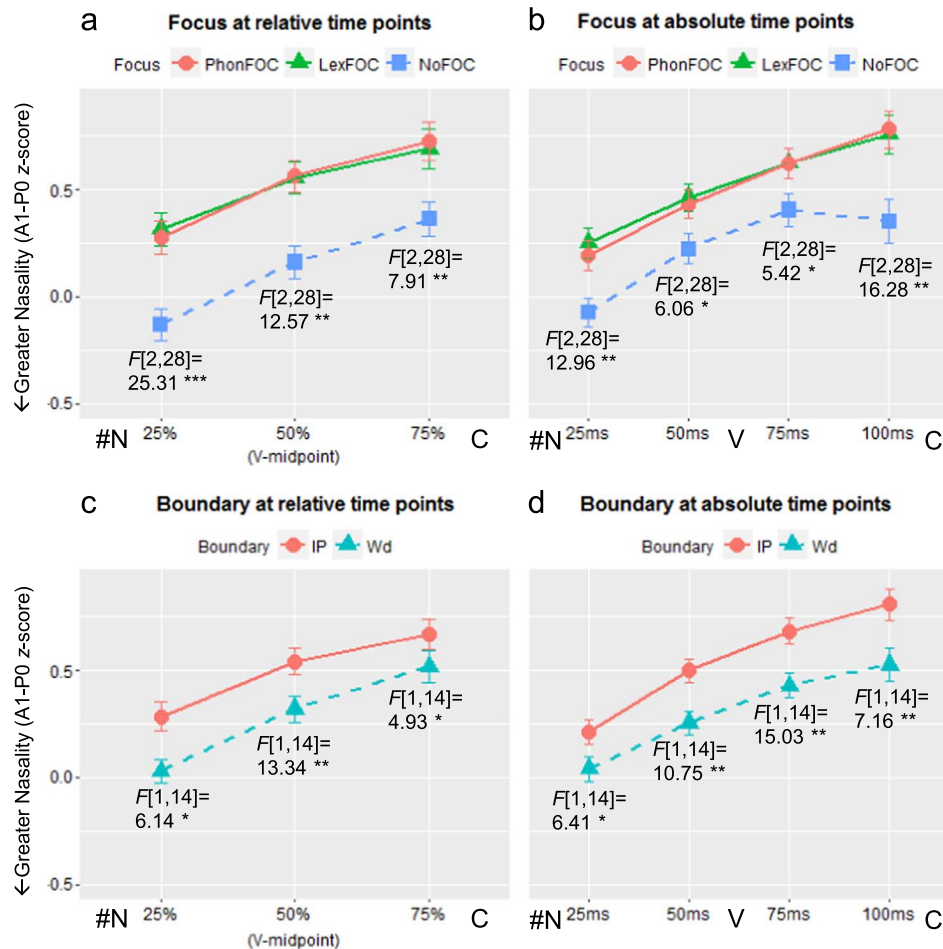 a
Focus at relative time points
Focus PhonFOC LexFOC NoFOC
←Greater Nasality (A1-P0 z-score)
0.5
0.0
-0.5
F[2,28]=
25.31 ***
F[2,28]=
12.57 **
F[2,28]=
7.91 **
#N 25% 50% 75% C
(V-midpoint)
b
Focus at absolute time points
Focus PhonFOC LexFOC NoFOC
F[2,28]=
12.96 **
F[2,28]=
6.06 *
F[2,28]=
5.42 *
F[2,28]=
16.28 **
#N 25ms 50ms V 75ms 100ms C
c
Boundary at relative time points
Boundary IP Wd
←Greater Nasality (A1-P0 z-score)
0.5
0.0
-0.5
F[1,14]=
6.14 *
F[1,14]=
13.34 **
F[1,14]=
4.93 *
#N 25% 50% 75% C
(V-midpoint)
d
Boundary at absolute time points
Boundary IP Wd
F[1,14]=
6.41 *
F[1,14]=
10.75 **
F[1,14]=
15.03 **
F[1,14]=
7.16 **
#N 25ms 50ms V 75ms 100ms C